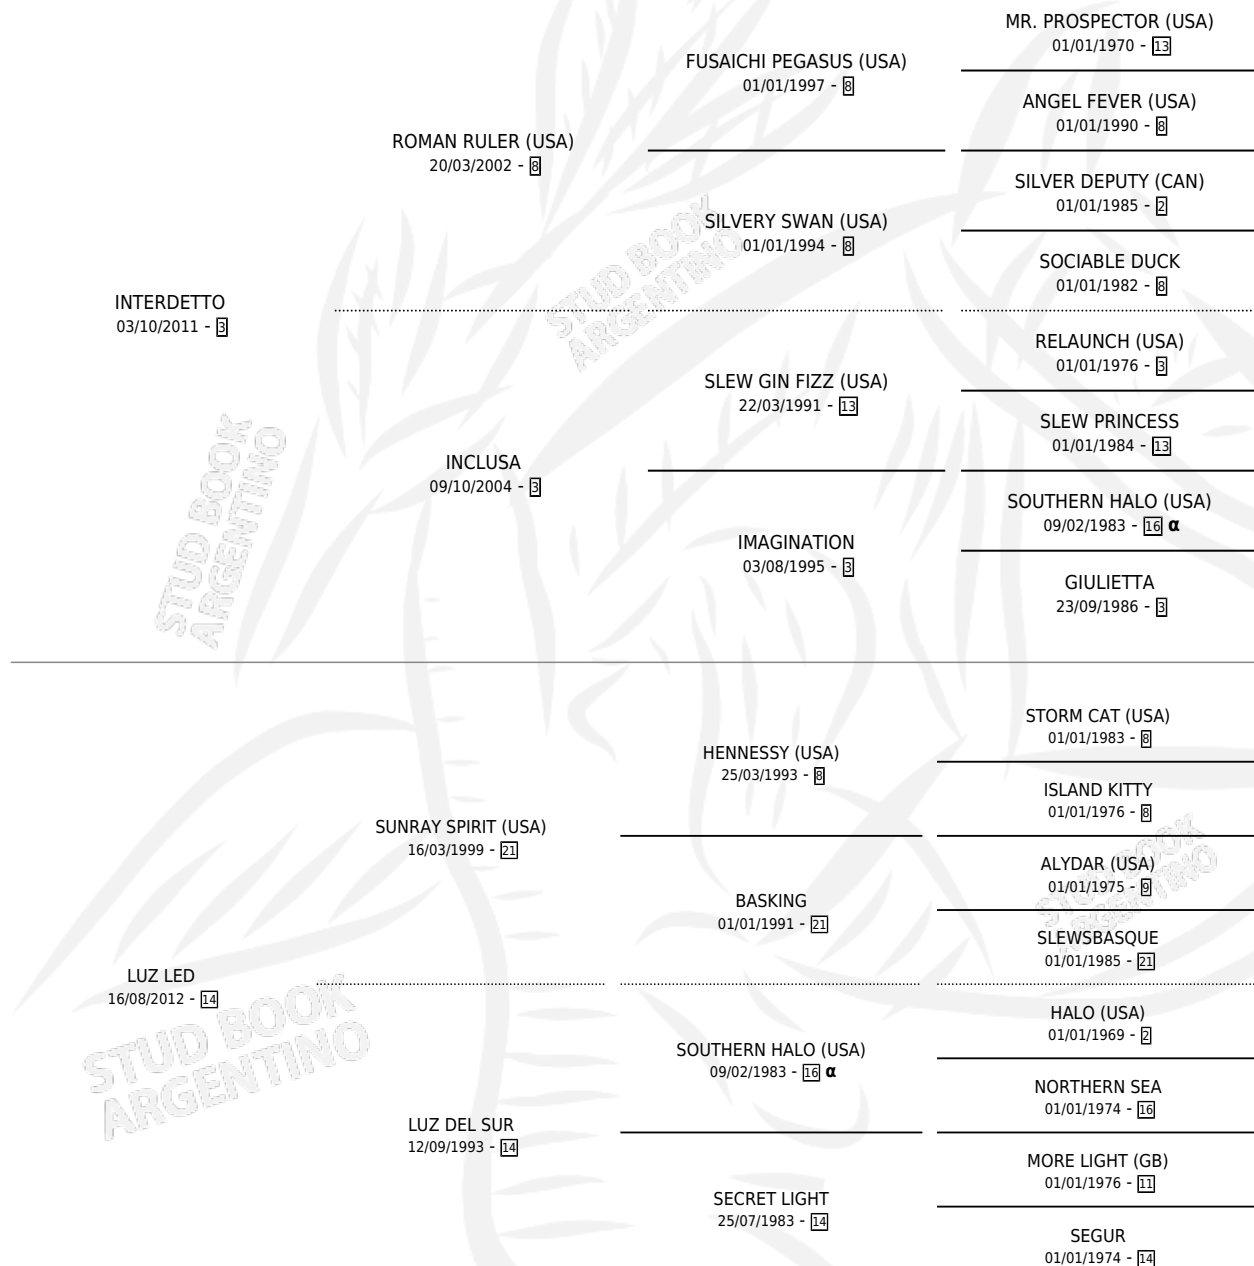 MR. PROSPECTOR (USA)
01/01/1970 - 13
FUSAICHI PEGASUS (USA)
01/01/1997 - 8
ANGEL FEVER (USA)
01/01/1990 - 8
ROMAN RULER (USA)
20/03/2002 - 8
SILVER DEPUTY (CAN)
01/01/1985 - 2
SILVERY SWAN (USA)
01/01/1994 - 8
SOCIABLE DUCK
01/01/1982 - 8
STUD BOOK
ARGENTINO
INTERDETTO
03/10/2011 - 3
RELAUNCH (USA)
01/01/1976 - 3
SLEW GIN FIZZ (USA)
22/03/1991 - 13
SLEW PRINCESS
01/01/1984 - 13
INCLUSA
09/10/2004 - 3
SOUTHERN HALO (USA)
09/02/1983 - 16 α
IMAGINATION
03/08/1995 - 3
GIULIETTA
23/09/1986 - 3
STUD BOOK
ARGENTINO
STORM CAT (USA)
01/01/1983 - 8
HENNESSY (USA)
25/03/1993 - 8
ISLAND KITTY
01/01/1976 - 8
SUNRAY SPIRIT (USA)
16/03/1999 - 21
ALYDAR (USA)
01/01/1975 - 9
BASKING
01/01/1991 - 21
SLEWSBASQUE
01/01/1985 - 21
STUD BOOK
ARGENTINO
LUZ LED
16/08/2012 - 14
HALO (USA)
01/01/1969 - 2
SOUTHERN HALO (USA)
09/02/1983 - 16 α
NORTHERN SEA
01/01/1974 - 16
STUD BOOK
ARGENTINO
LUZ DEL SUR
12/09/1993 - 14
MORE LIGHT (GB)
01/01/1976 - 11
SECRET LIGHT
25/07/1983 - 14
SEGUR
01/01/1974 - 14